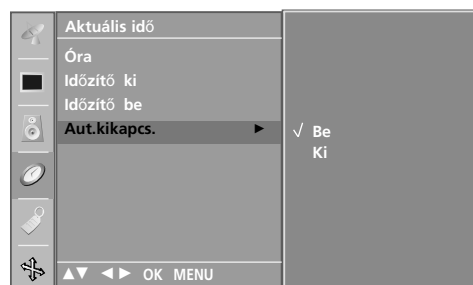 Aktuális idő
Óra
Időzítő ki
Időzítő be
Aut.kikapcs. ►
√ Be
Ki
▲▼ ◄► OK MENU